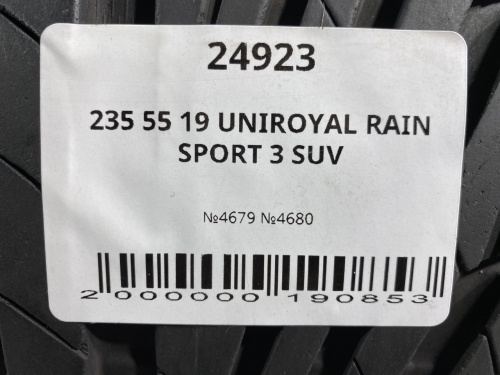 24923
235 55 19 UNIROYAL RAIN
SPORT 3 SUV
№4679 №4680
2 000000 190853